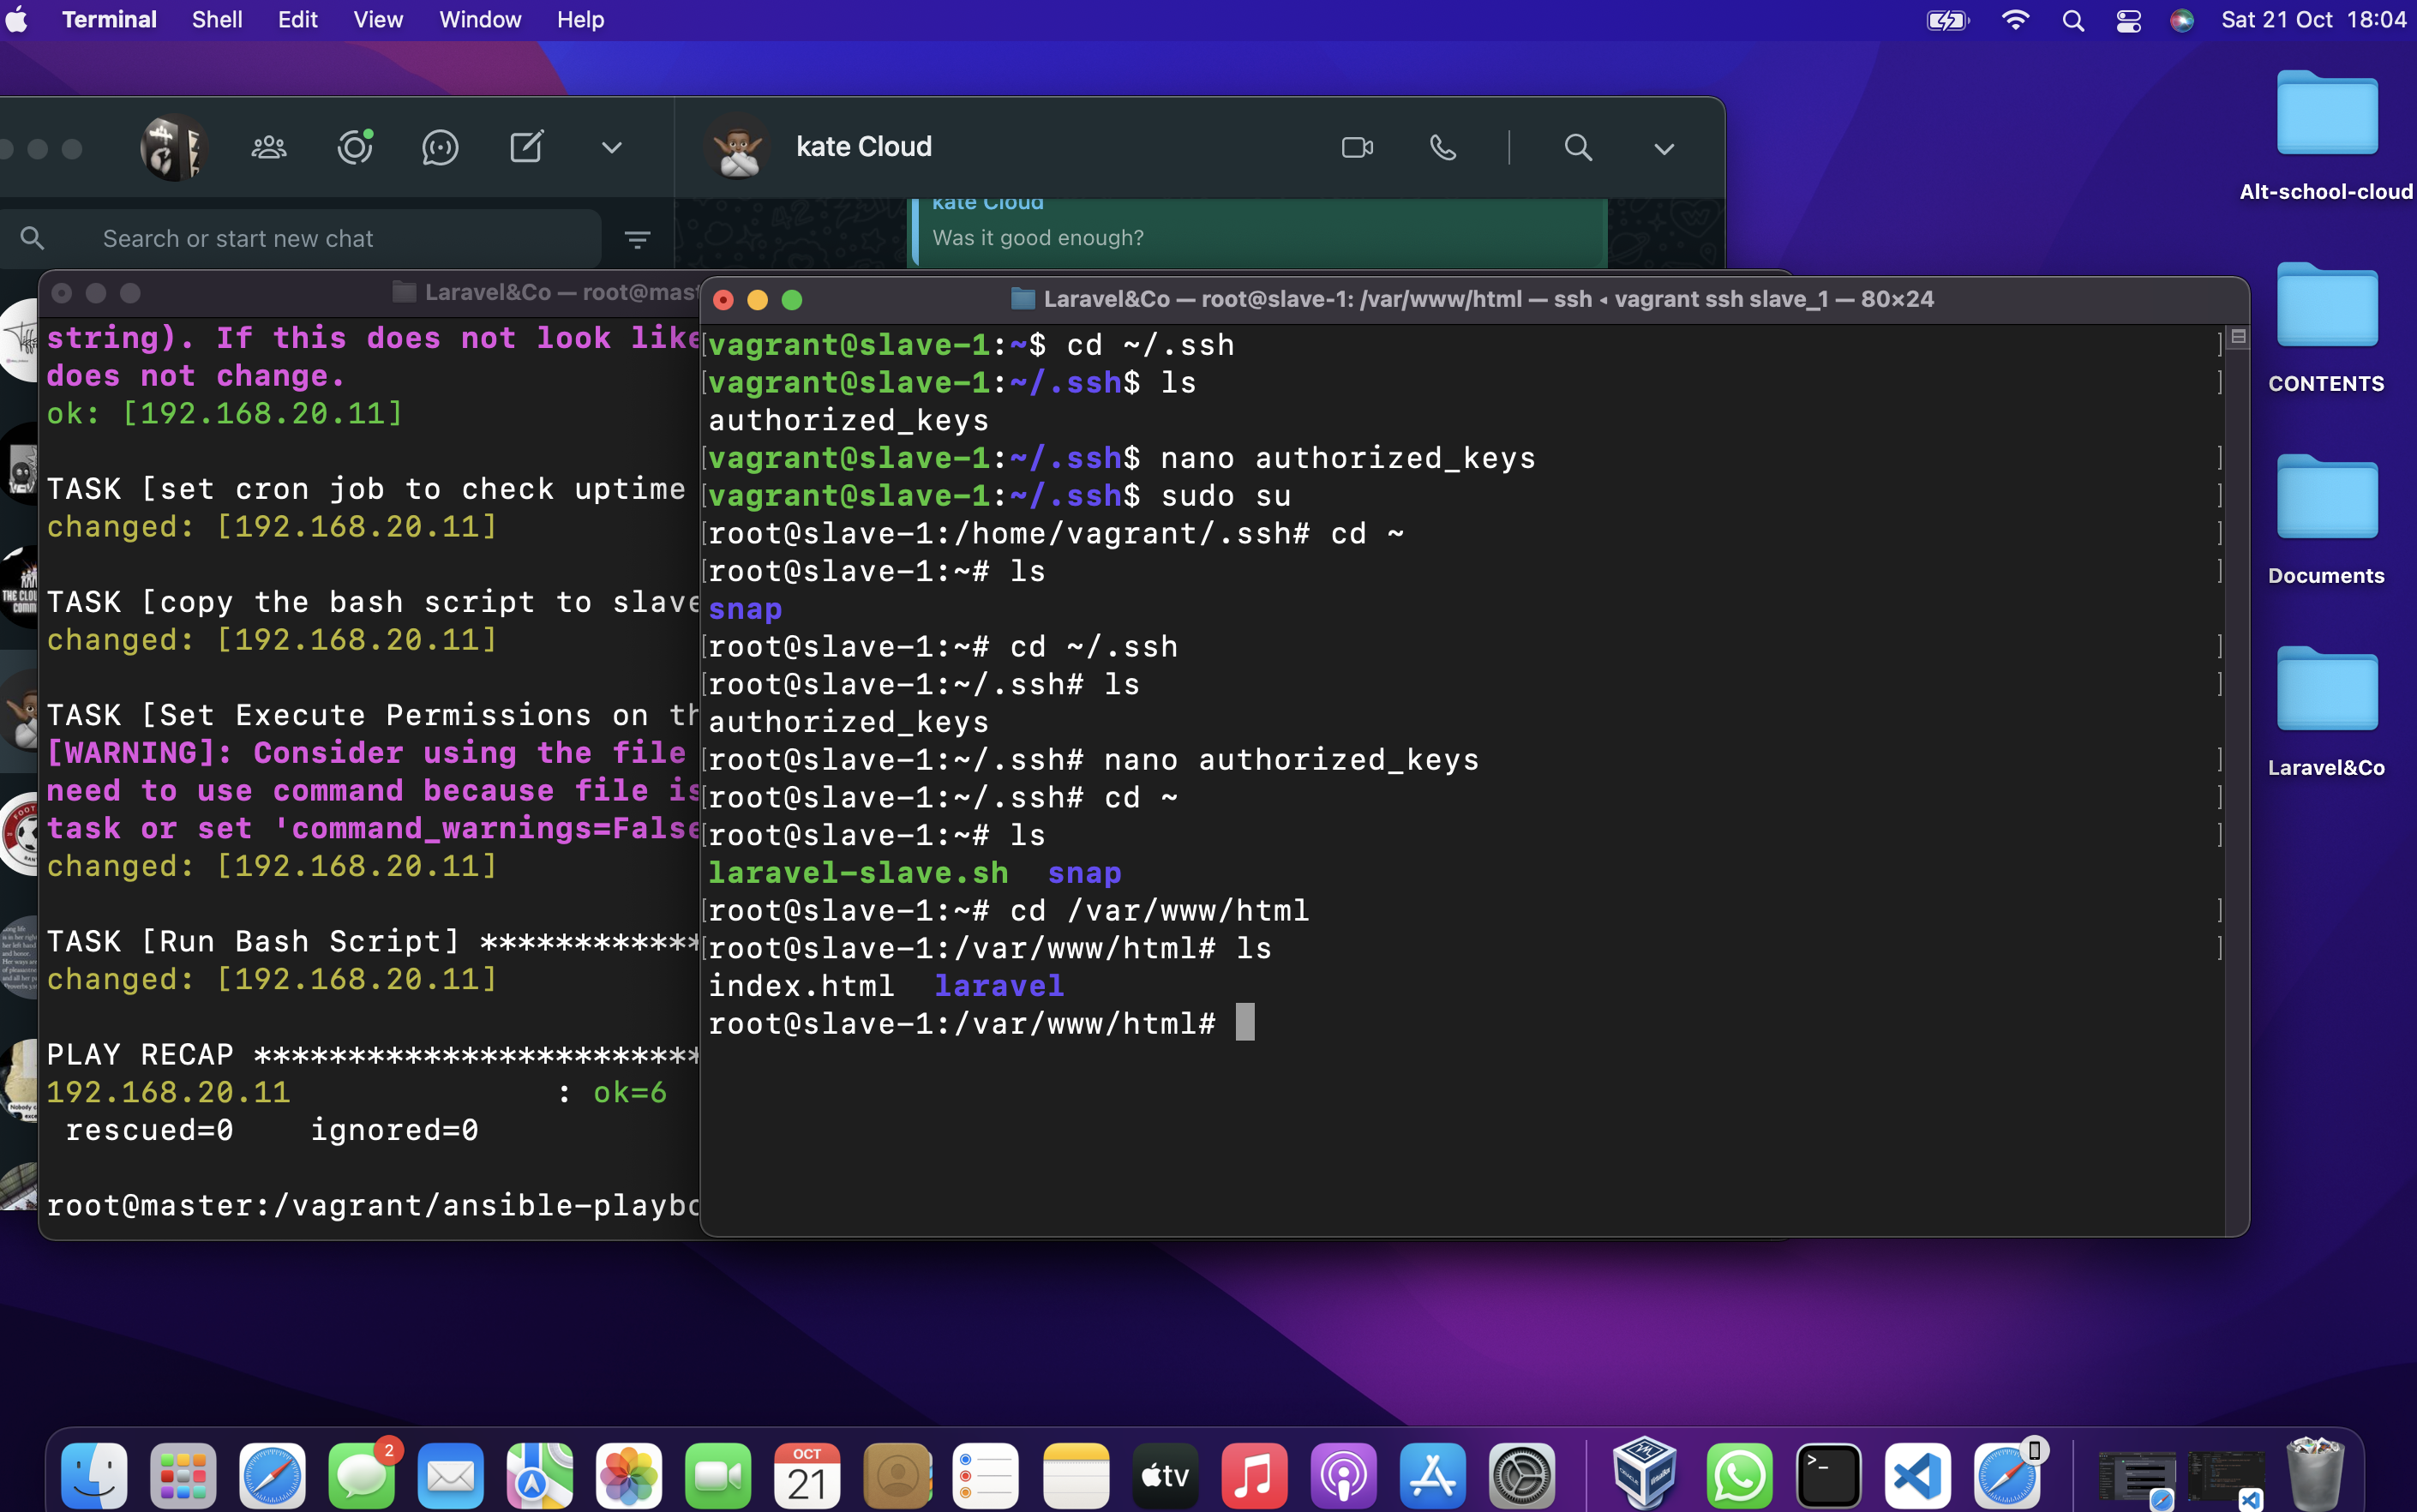 Terminal Shell Edit View Window Help
Sat 21 Oct 18:04
kate Cloud
kate Cloud
Was it good enough?
Search or start new chat
Alt-school-cloud
CONTENTS
Documents
Laravel&Co
Laravel&Co — root@mast
string). If this does not look like
does not change.
ok: [192.168.20.11]
TASK [set cron job to check uptime
changed: [192.168.20.11]
TASK [copy the bash script to slave
changed: [192.168.20.11]
TASK [Set Execute Permissions on th
[WARNING]: Consider using the file
need to use command because file is
task or set 'command_warnings=False
changed: [192.168.20.11]
TASK [Run Bash Script] ************
changed: [192.168.20.11]
PLAY RECAP ************************
192.168.20.11 : ok=6
rescued=0 ignored=0
root@master:/vagrant/ansible-playbo
Laravel&Co — root@slave-1: /var/www/html — ssh ◂ vagrant ssh slave_1 — 80×24
[vagrant@slave-1:~$ cd ~/.ssh ]
[vagrant@slave-1:~/.ssh$ ls ]
authorized_keys
[vagrant@slave-1:~/.ssh$ nano authorized_keys ]
[vagrant@slave-1:~/.ssh$ sudo su ]
[root@slave-1:/home/vagrant/.ssh# cd ~ ]
[root@slave-1:~# ls ]
snap
[root@slave-1:~# cd ~/.ssh ]
[root@slave-1:~/.ssh# ls ]
authorized_keys
[root@slave-1:~/.ssh# nano authorized_keys ]
[root@slave-1:~/.ssh# cd ~ ]
[root@slave-1:~# ls ]
laravel-slave.sh snap
[root@slave-1:~# cd /var/www/html ]
[root@slave-1:/var/www/html# ls ]
index.html laravel
root@slave-1:/var/www/html#
2
OCT
21
tv
>_